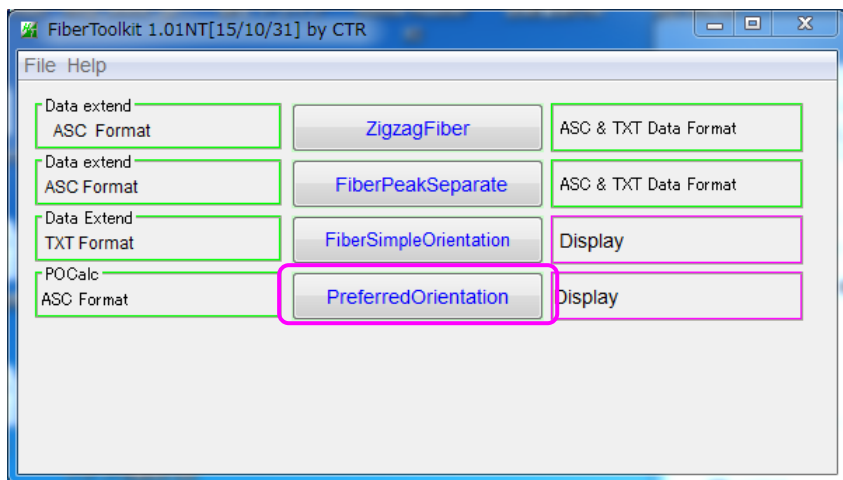 FiberToolkit 1.01NT[15/10/31] by CTR
File Help
Data extend
ASC Format
ZigzagFiber
ASC & TXT Data Format
Data extend
ASC Format
FiberPeakSeparate
ASC & TXT Data Format
Data Extend
TXT Format
FiberSimpleOrientation
Display
POCalc
ASC Format
PreferredOrientation
Display